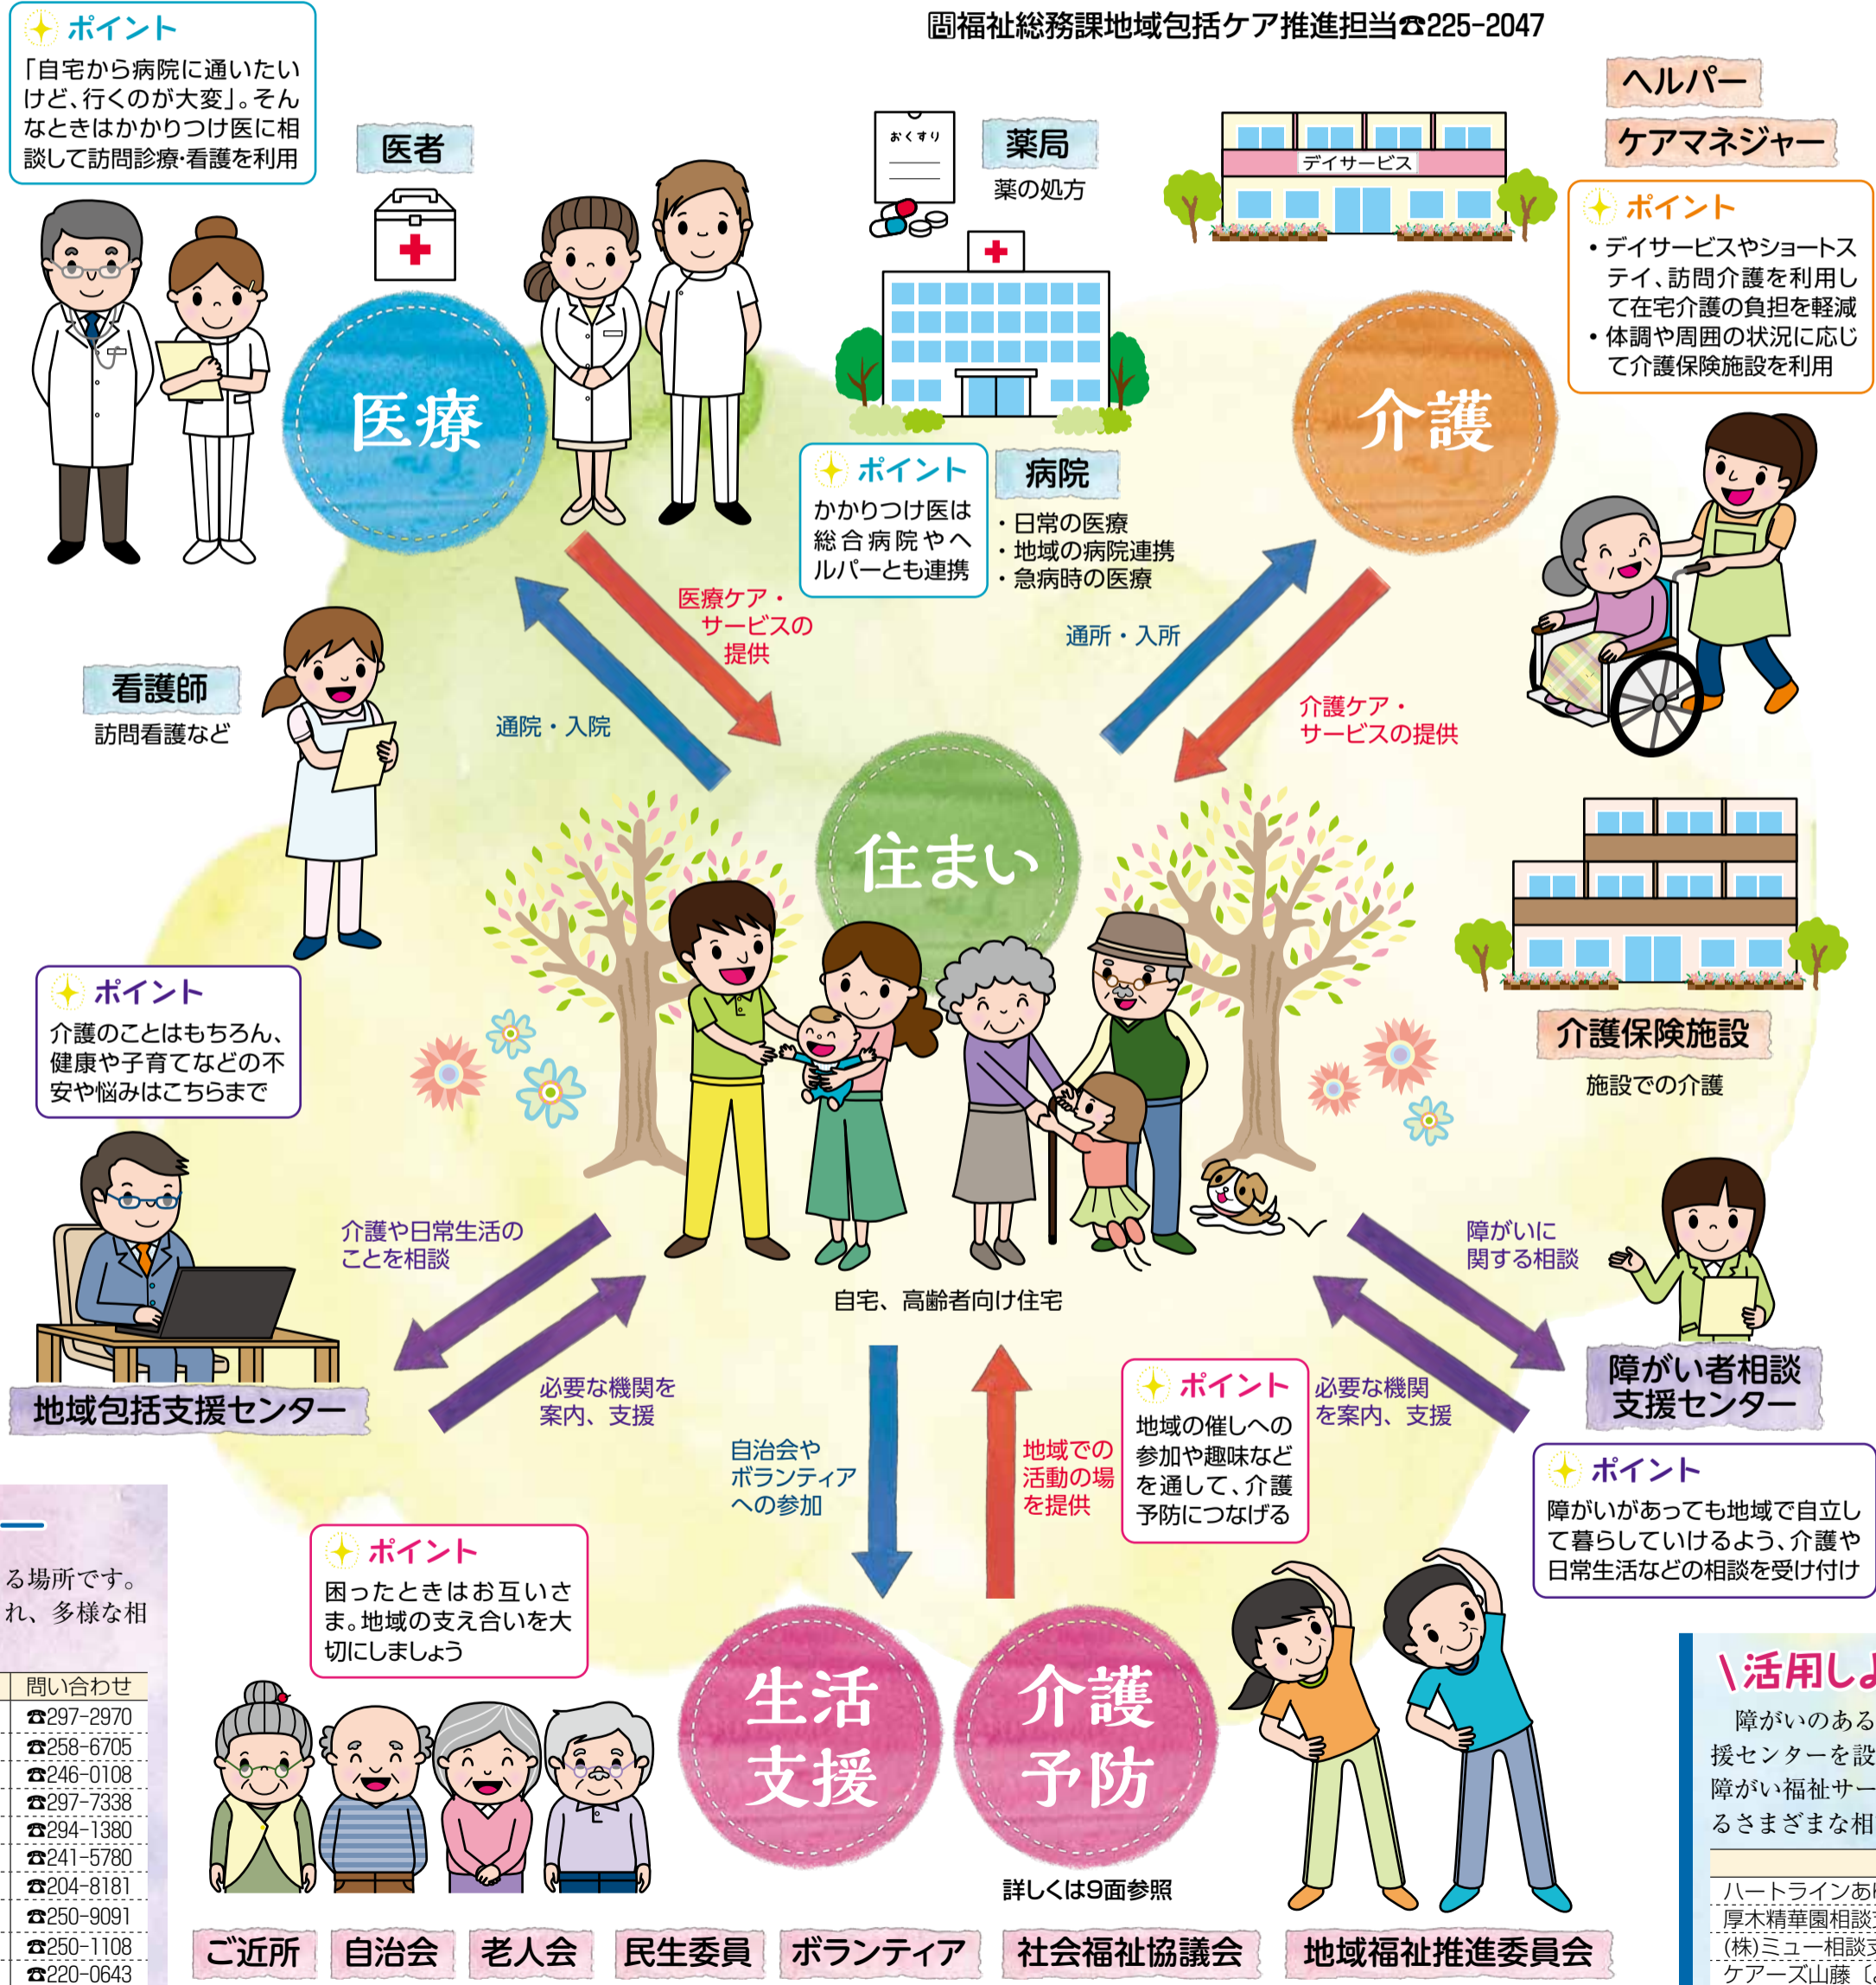 問福祉総務課地域包括ケア推進担当☎225-2047
ポイント
「自宅から病院に通いたい
けど、行くのが大変」。そん
なときはかかりつけ医に相
談して訪問診療・看護を利用
医者
おくすり
薬局
薬の処方
デイサービス
ヘルパー
ケアマネジャー
ポイント
・デイサービスやショートス
テイ、訪問介護を利用し
て在宅介護の負担を軽減
・体調や周囲の状況に応じ
て介護保険施設を利用
医療
介護
ポイント
かかりつけ医は
総合病院やヘ
ルパーとも連携
病院
・日常の医療
・地域の病院連携
・急病時の医療
医療ケア・
サービスの
提供
通院・入院
通所・入所
介護ケア・
サービスの提供
看護師
訪問看護など
住まい
介護保険施設
施設での介護
ポイント
介護のことはもちろん、
健康や子育てなどの不
安や悩みはこちらまで
介護や日常生活の
ことを相談
自宅、高齢者向け住宅
障がいに
関する相談
地域包括支援センター
必要な機関を
案内、支援
必要な機関
を案内、支援
障がい者相談
支援センター
自治会や
ボランティア
への参加
地域での
活動の場
を提供
ポイント
地域の催しへの
参加や趣味など
を通して、介護
予防につなげる
ポイント
障がいがあっても地域で自立し
て暮らしていけるよう、介護や
日常生活などの相談を受け付け
ポイント
困ったときはお互いさ
ま。地域の支え合いを大
切にしましょう
る場所です。
れ、多様な相
問い合わせ
☎297-2970
☎258-6705
☎246-0108
☎297-7338
☎294-1380
☎241-5780
☎204-8181
☎250-9091
☎250-1108
☎220-0643
生活
支援
介護
予防
詳しくは9面参照
ご近所
自治会
老人会
民生委員
ボランティア
社会福祉協議会
地域福祉推進委員会
\活用しよ
障がいのある
援センターを設
障がい福祉サー
るさまざまな相
ハートラインあ
厚木精華園相談
(株)ミュー相談支
ケアーズ山藤